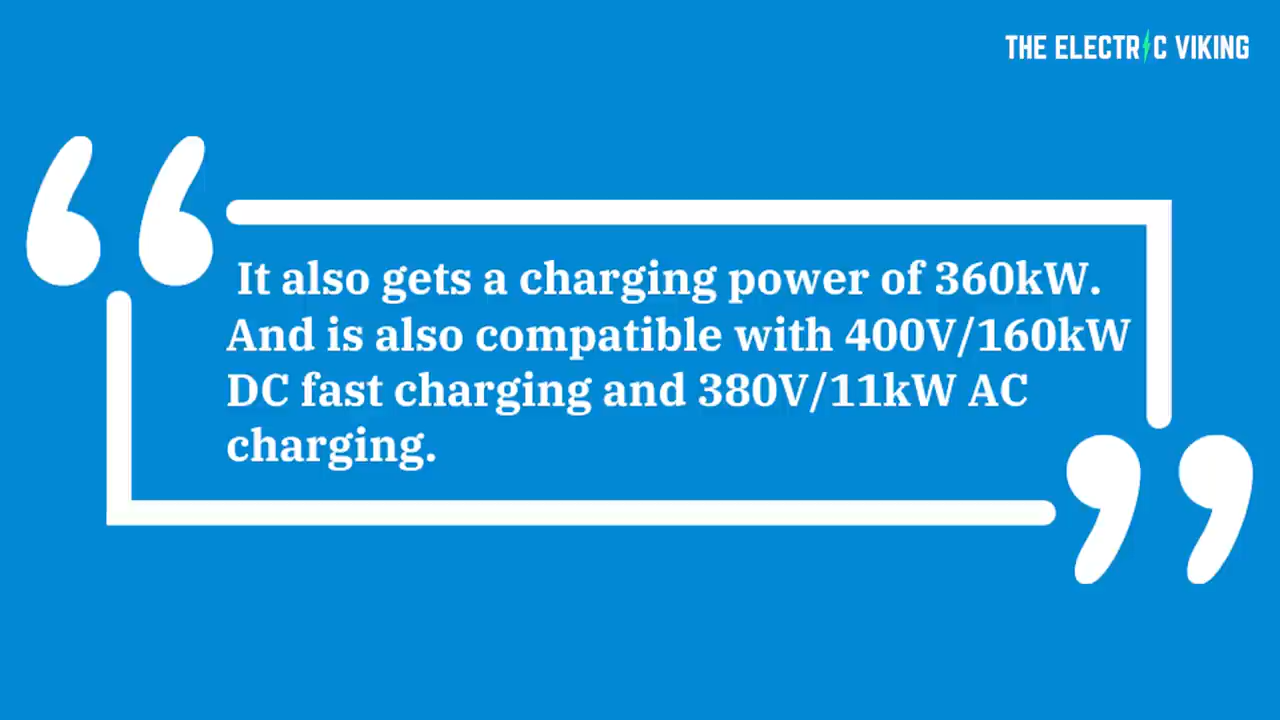 THE ELECTRIC VIKING
It also gets a charging power of 360kW.
And is also compatible with 400V/160kW
DC fast charging and 380V/11kW AC
charging.